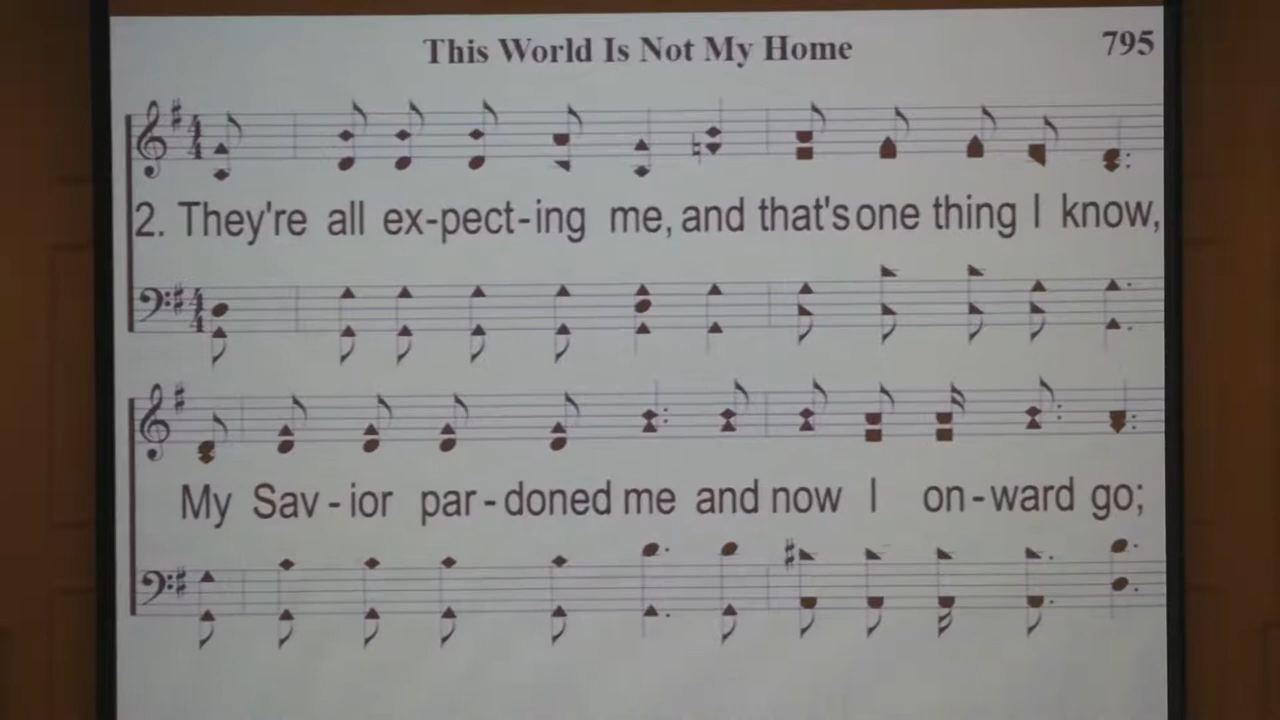 This World Is Not My Home 795
2. They're all ex-pect-ing me, and that's one thing I know,
My Sav-ior par-doned me and now I on-ward go;